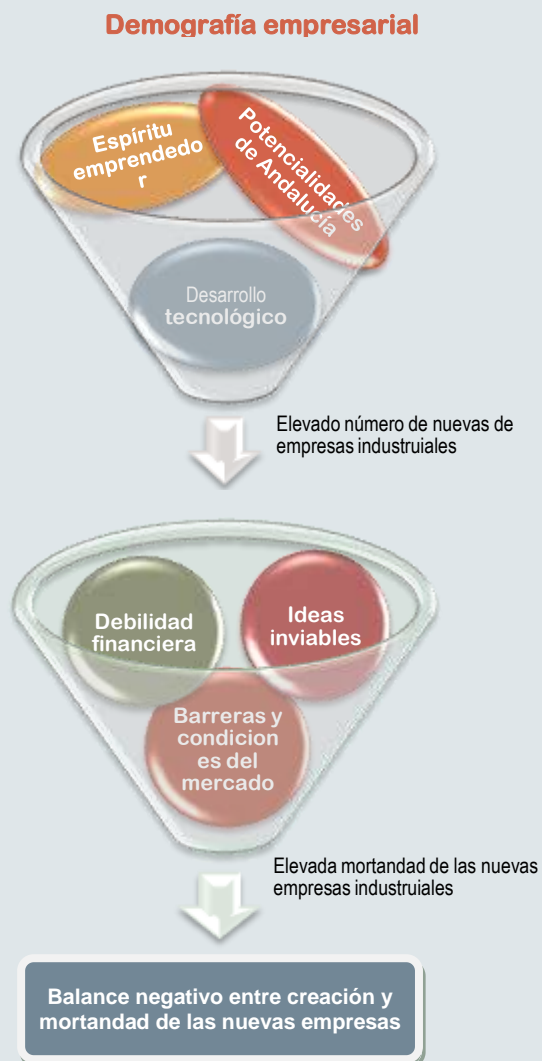 Demografía empresarial
Espíritu
emprendedo
r
Potencialidades
de Andalucía
Desarrollo
tecnológico
Elevado número de nuevas de
empresas industruiales
Debilidad
financiera
Ideas
inviables
Barreras y
condicion
es del
mercado
Elevada mortandad de las nuevas
empresas industruiales
Balance negativo entre creación y
mortandad de las nuevas empresas